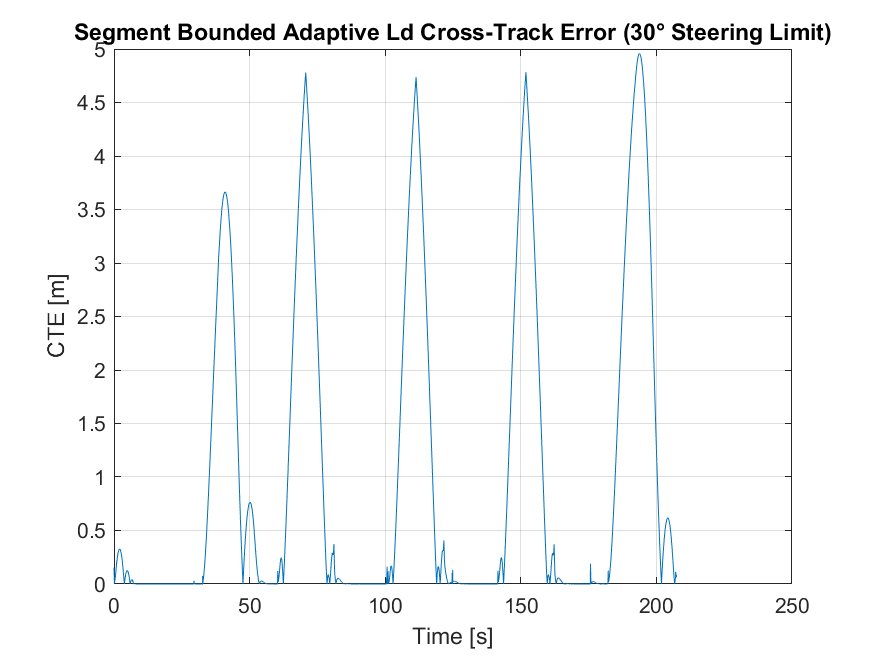 Segment Bounded Adaptive Ld Cross-Track Error (30° Steering Limit)
5
4.5
4
3.5
3
2.5
2
1.5
1
0.5
0
CTE [m]
0 50 100 150 200 250
Time [s]